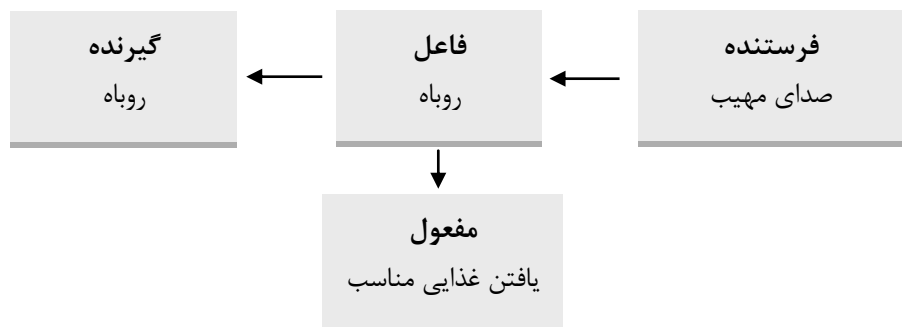 فرستنده
صدای مهیب
فاعل
روباه
گیرنده
روباه
مفعول
یافتن غذایی مناسب